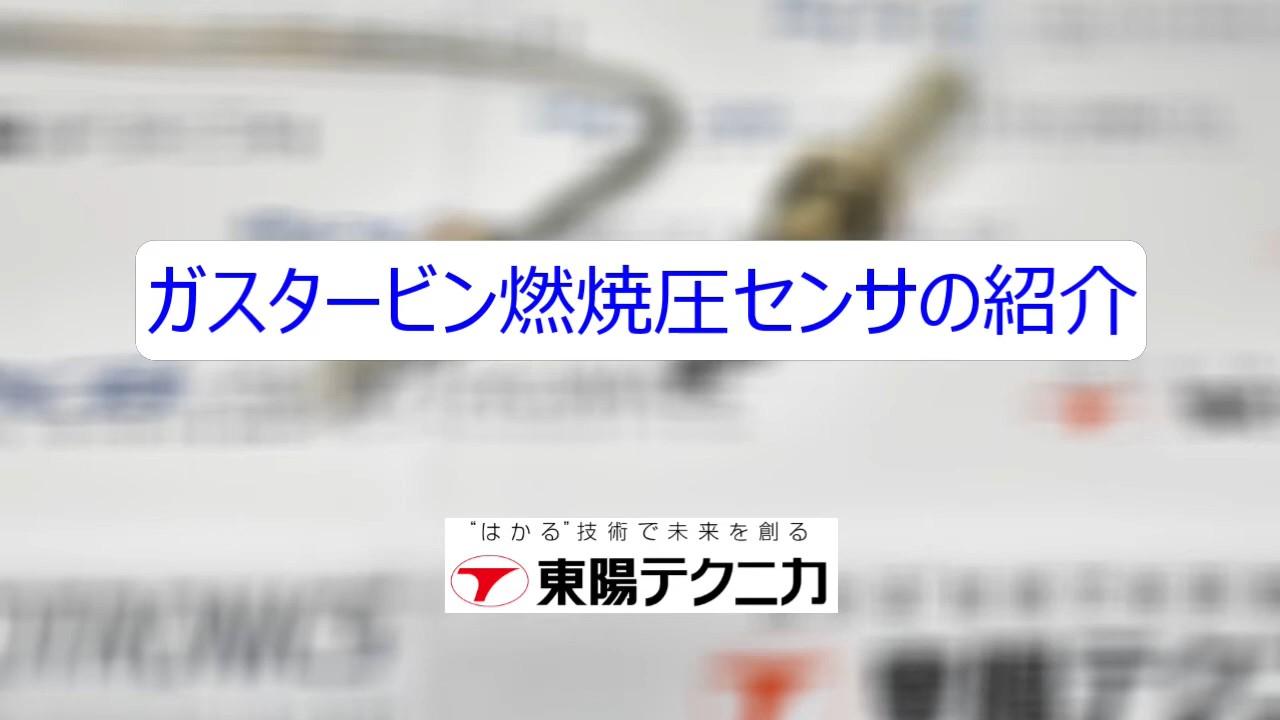 ガスタービン燃焼圧センサの紹介
“はかる”技術で未来を創る
東陽テクニカ